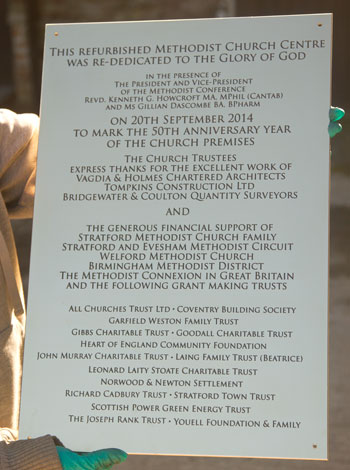 This refurbished Methodist Church Centre
was re-dedicated to the Glory of God
in the presence of
The President and Vice-President
of the Methodist Conference
Revd. Kenneth G. Howcroft MA, MPhil (Cantab)
and Ms Gillian Dascombe BA, BPharm
on 20th September 2014
to mark the 50th anniversary year
of the church premises
The Church Trustees
express thanks for the excellent work of
Vagdia & Holmes Chartered Architects
Tompkins Construction Ltd
Bridgewater & Coulton Quantity Surveyors
and
the generous financial support of
Stratford Methodist Church family
Stratford and Evesham Methodist Circuit
Welford Methodist Church
Birmingham Methodist District
The Methodist Connexion in Great Britain
and the following grant making trusts
All Churches Trust Ltd • Coventry Building Society
Garfield Weston Family Trust
Gibbs Charitable Trust • Goodall Charitable Trust
Heart of England Community Foundation
John Murray Charitable Trust • Laing Family Trust (Beatrice)
Leonard Laity Stoate Charitable Trust
Norwood & Newton Settlement
Richard Cadbury Trust • Stratford Town Trust
Scottish Power Green Energy Trust
The Joseph Rank Trust • Youell Foundation & Family